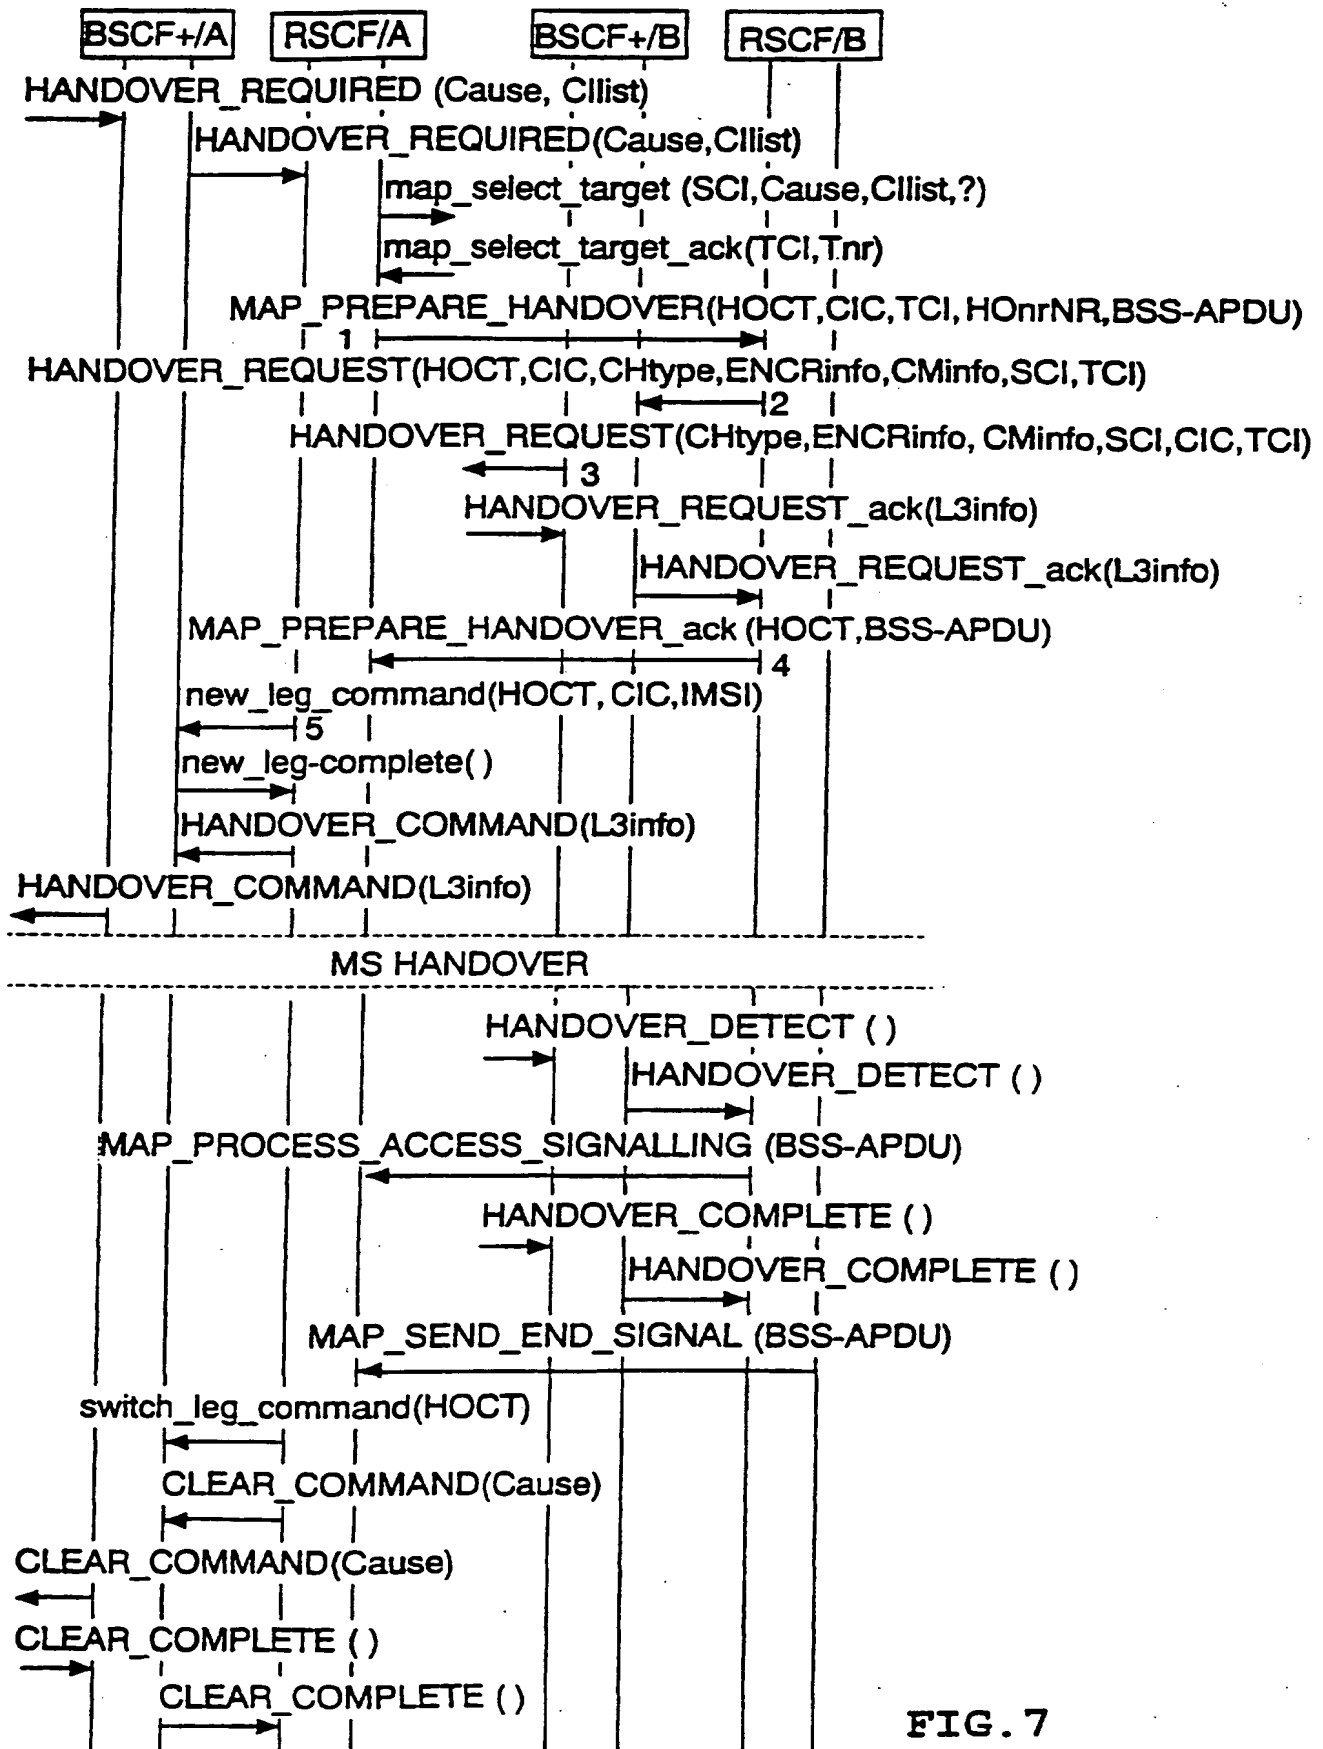 BSCF+/A RSCF/A BSCF+/B RSCF/B
HANDOVER_REQUIRED (Cause, CIlist)
HANDOVER_REQUIRED(Cause,CIlist)
map_select_target (SCI,Cause,CIlist,?)
map_select_target_ack(TCI,Tnr)
MAP_PREPARE_HANDOVER(HOCT,CIC,TCI,HOnrNR,BSS-APDU)
1
HANDOVER_REQUEST(HOCT,CIC,CHtype,ENCRinfo,CMinfo,SCI,TCI)
2
HANDOVER_REQUEST(CHtype,ENCRinfo, CMinfo,SCI,CIC,TCI)
3
HANDOVER_REQUEST_ack(L3info)
HANDOVER_REQUEST_ack(L3info)
MAP_PREPARE_HANDOVER_ack (HOCT,BSS-APDU)
4
new_leg_command(HOCT, CIC,IMSI)
5
new_leg-complete()
HANDOVER_COMMAND(L3info)
HANDOVER_COMMAND(L3info)
MS HANDOVER
HANDOVER_DETECT ( )
HANDOVER_DETECT ( )
MAP_PROCESS_ACCESS_SIGNALLING (BSS-APDU)
HANDOVER_COMPLETE ( )
HANDOVER_COMPLETE ( )
MAP_SEND_END_SIGNAL (BSS-APDU)
switch_leg_command(HOCT)
CLEAR_COMMAND(Cause)
CLEAR_COMMAND(Cause)
CLEAR_COMPLETE ( )
CLEAR_COMPLETE ( )
FIG.7